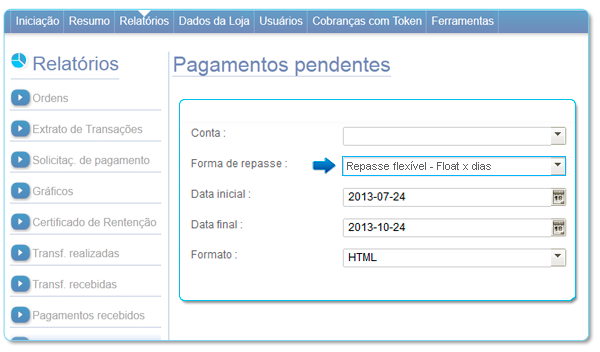 Iniciação Resumo Relatórios Dados da Loja Usuários Cobranças com Token Ferramentas
Relatórios
Ordens
Extrato de Transações
Solicitaç. de pagamento
Gráficos
Certificado de Rentenção
Transf. realizadas
Transf. recebidas
Pagamentos recebidos
Pagamentos pendentes
Conta :
Forma de repasse : Repasse flexível - Float x dias
Data inicial : 2013-07-24
Data final : 2013-10-24
Formato : HTML